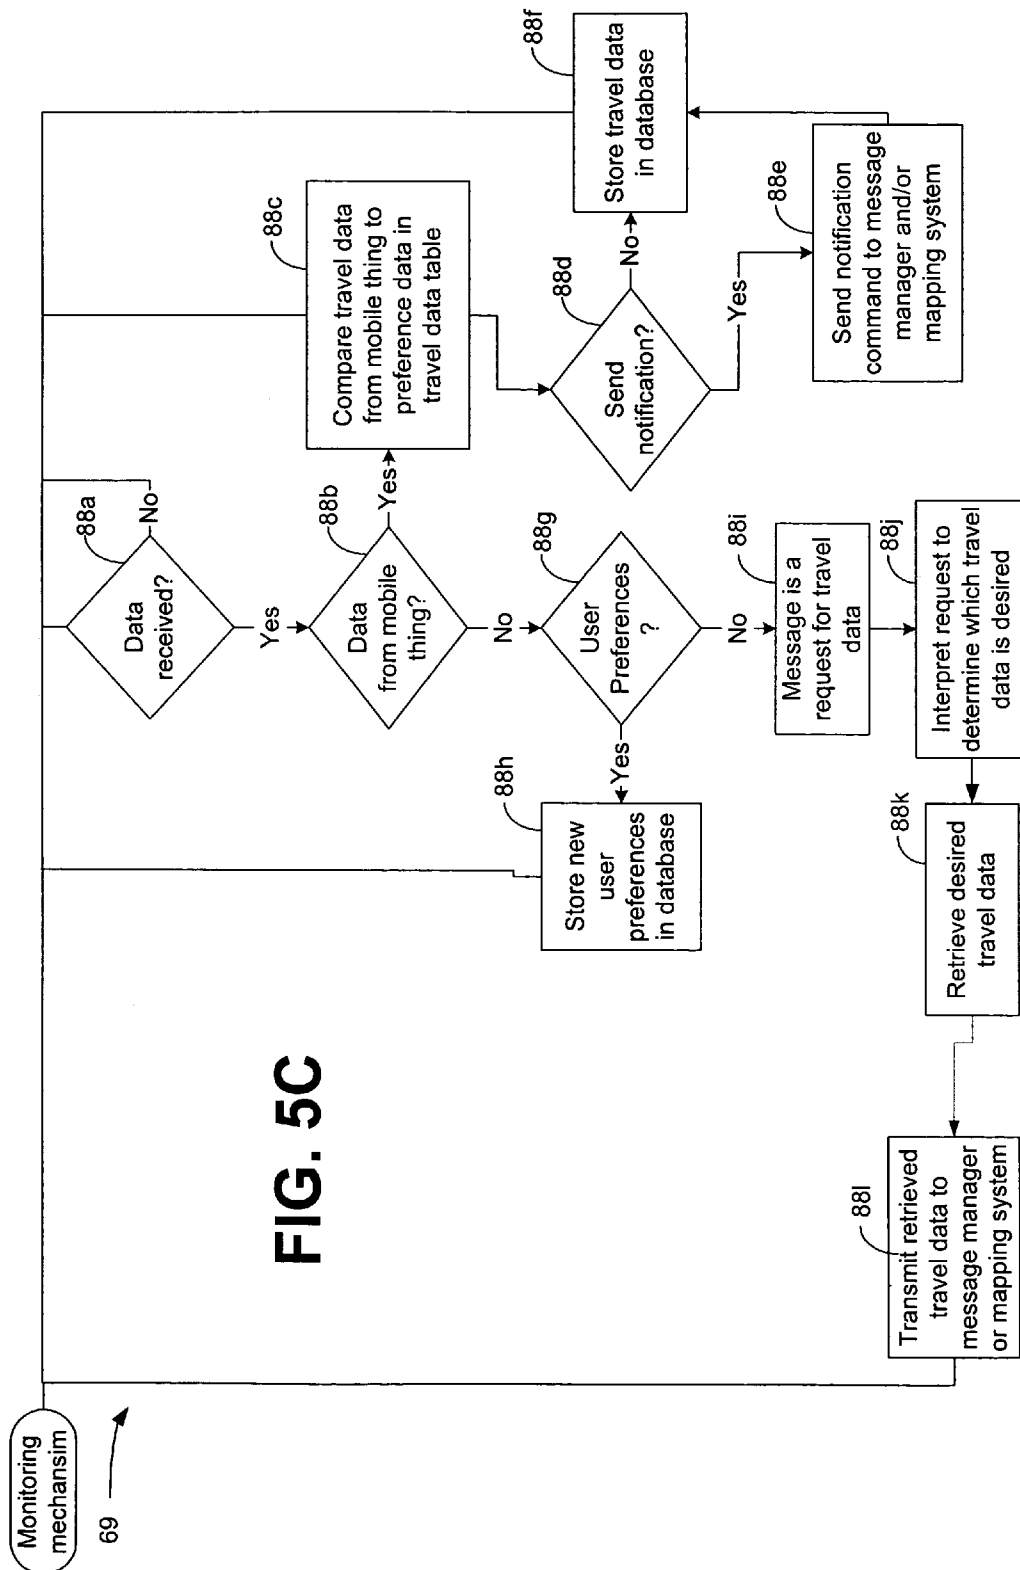 Monitoring
mechansim
69
FIG. 5C
88a
Data
received?
No
Yes
88b
Data
from mobile
thing?
Yes
No
88c
Compare travel data
from mobile thing to
preference data in
travel data table
88d
Send
notification?
No
Yes
88e
Send notification
command to message
manager and/or
mapping system
88f
Store travel data
in database
88g
User
Preferences
?
Yes
No
88h
Store new
user
preferences
in database
88i
Message is a
request for travel
data
88j
Interpret request to
determine which travel
data is desired
88k
Retrieve desired
travel data
88l
Transmit retrieved
travel data to
message manager
or mapping system